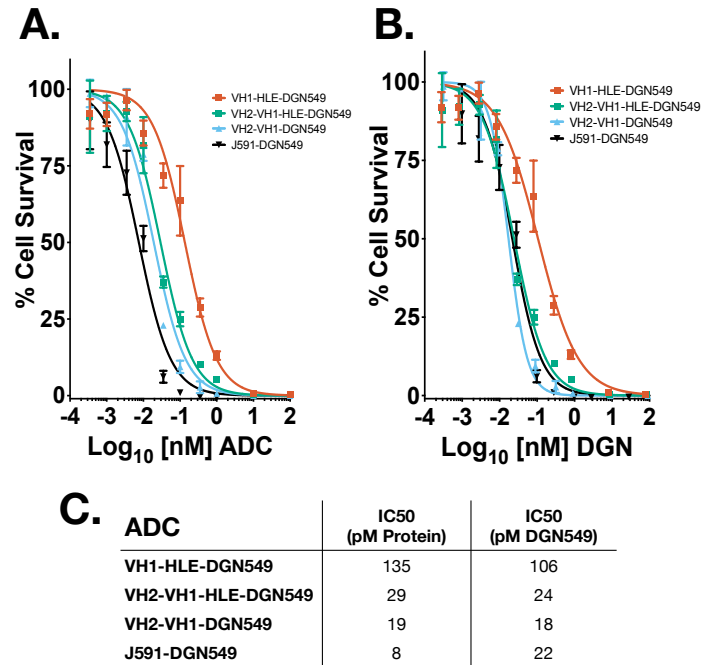 A.
VH1-HLE-DGN549
VH2-VH1-HLE-DGN549
VH2-VH1-DGN549
J591-DGN549
100
75
50
25
0
% Cell Survival
-4 -3 -2 -1 0 1 2
Log10 [nM] ADC
B.
VH1-HLE-DGN549
VH2-VH1-HLE-DGN549
VH2-VH1-DGN549
J591-DGN549
100
75
50
25
0
% Cell Survival
-4 -3 -2 -1 0 1 2
Log10 [nM] DGN
C.
ADC IC50 (pM Protein) IC50 (pM DGN549)
VH1-HLE-DGN549 135 106
VH2-VH1-HLE-DGN549 29 24
VH2-VH1-DGN549 19 18
J591-DGN549 8 22